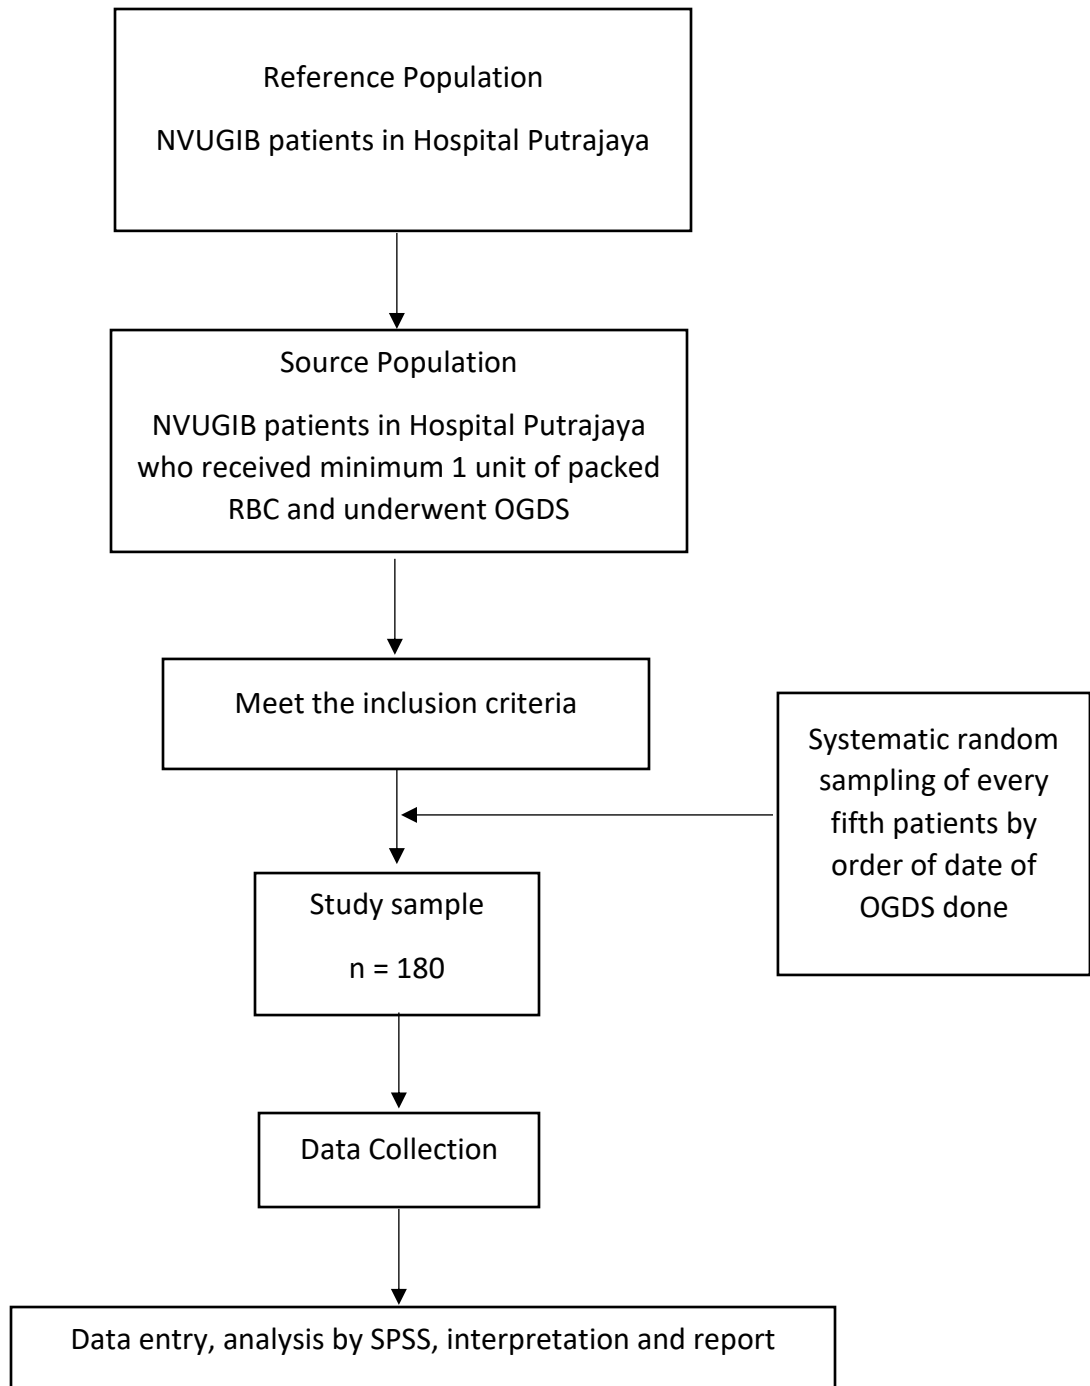 Reference Population
NVUGIB patients in Hospital Putrajaya
Source Population
NVUGIB patients in Hospital Putrajaya
who received minimum 1 unit of packed
RBC and underwent OGDS
Meet the inclusion criteria
Systematic random
sampling of every
fifth patients by
order of date of
OGDS done
Study sample
n = 180
Data Collection
Data entry, analysis by SPSS, interpretation and report